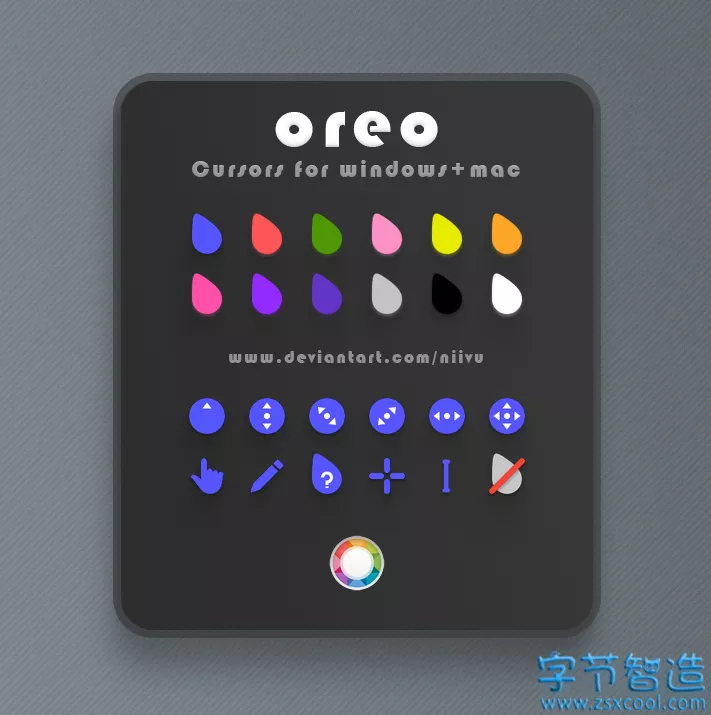 oreo
Cursors for windows+mac
www.deviantart.com/niivu
?
字节智造
www.zsxcool.com